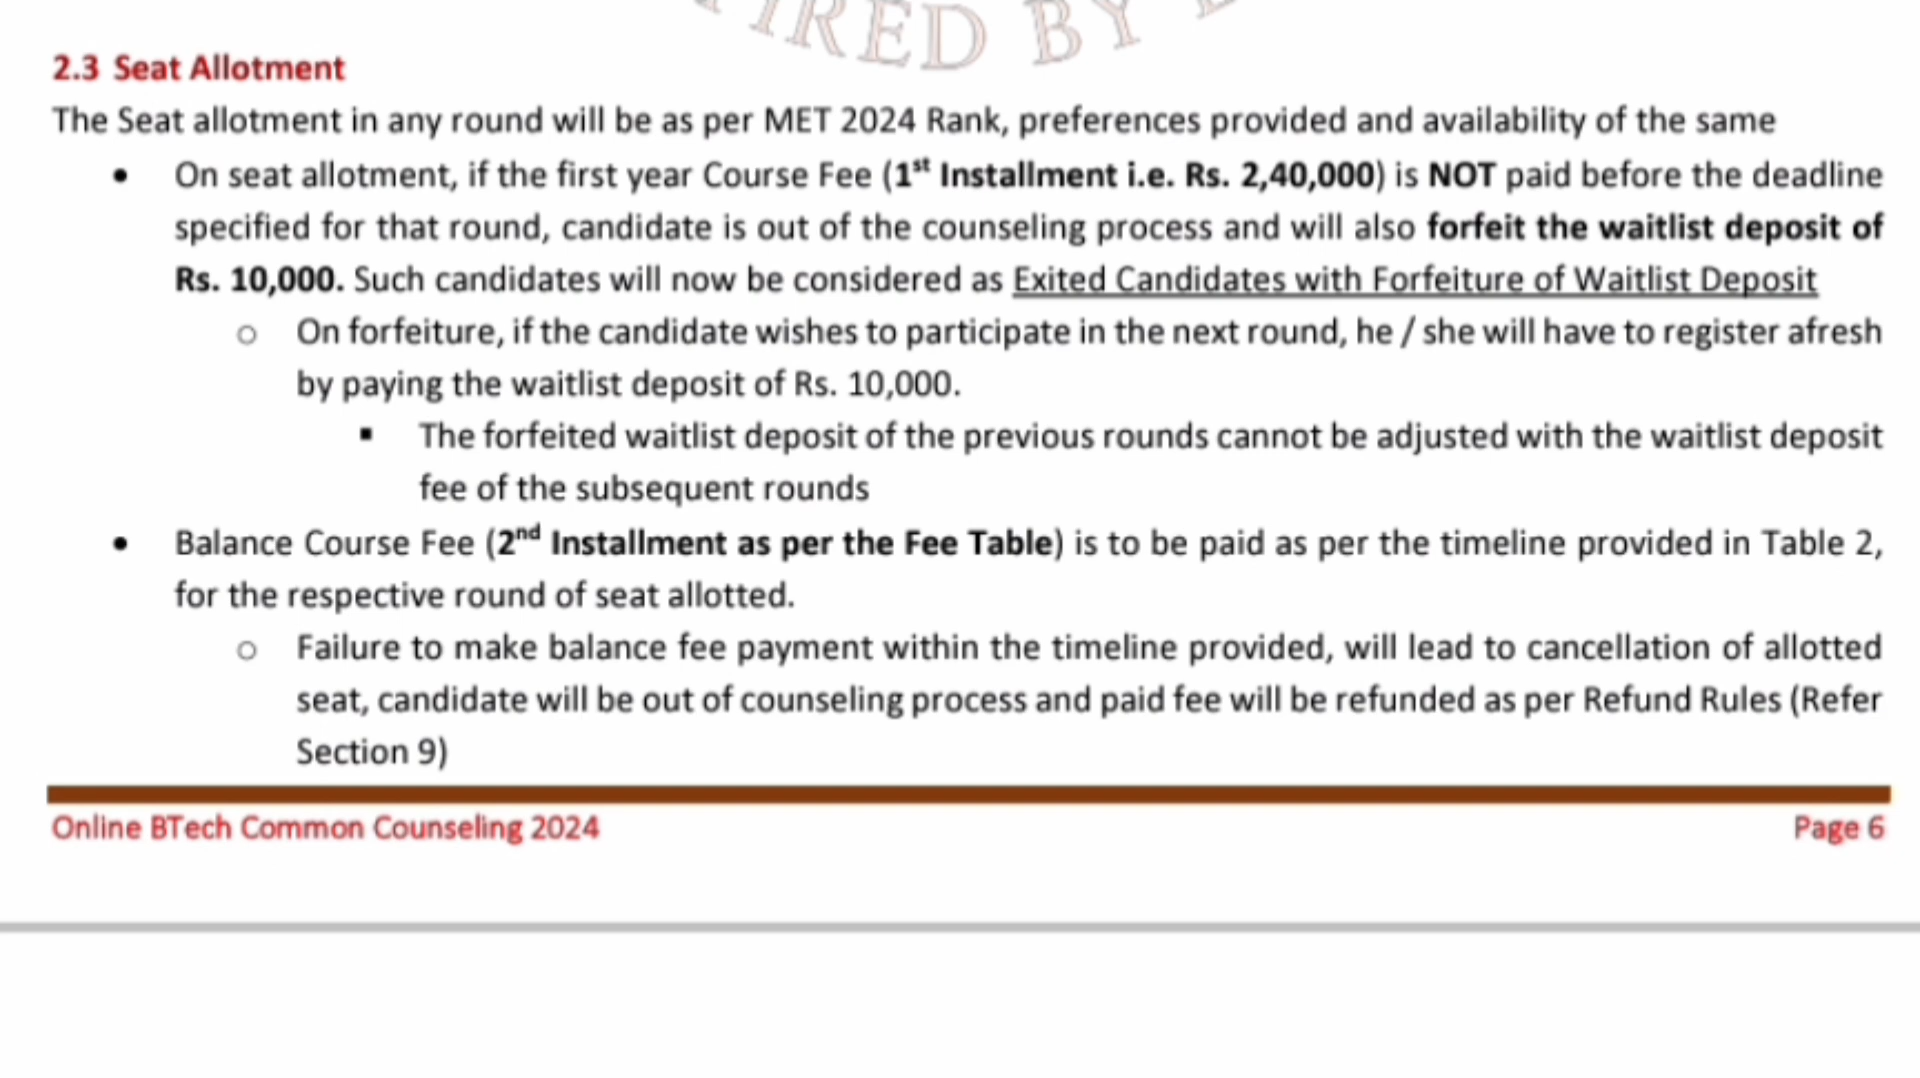 IRED BY
2.3 Seat Allotment
The Seat allotment in any round will be as per MET 2024 Rank, preferences provided and availability of the same
• On seat allotment, if the first year Course Fee (1st Installment i.e. Rs. 2,40,000) is NOT paid before the deadline
specified for that round, candidate is out of the counseling process and will also forfeit the waitlist deposit of
Rs. 10,000. Such candidates will now be considered as Exited Candidates with Forfeiture of Waitlist Deposit
o On forfeiture, if the candidate wishes to participate in the next round, he / she will have to register afresh
by paying the waitlist deposit of Rs. 10,000.
▪ The forfeited waitlist deposit of the previous rounds cannot be adjusted with the waitlist deposit
fee of the subsequent rounds
• Balance Course Fee (2nd Installment as per the Fee Table) is to be paid as per the timeline provided in Table 2,
for the respective round of seat allotted.
o Failure to make balance fee payment within the timeline provided, will lead to cancellation of allotted
seat, candidate will be out of counseling process and paid fee will be refunded as per Refund Rules (Refer
Section 9)
Online BTech Common Counseling 2024 Page 6